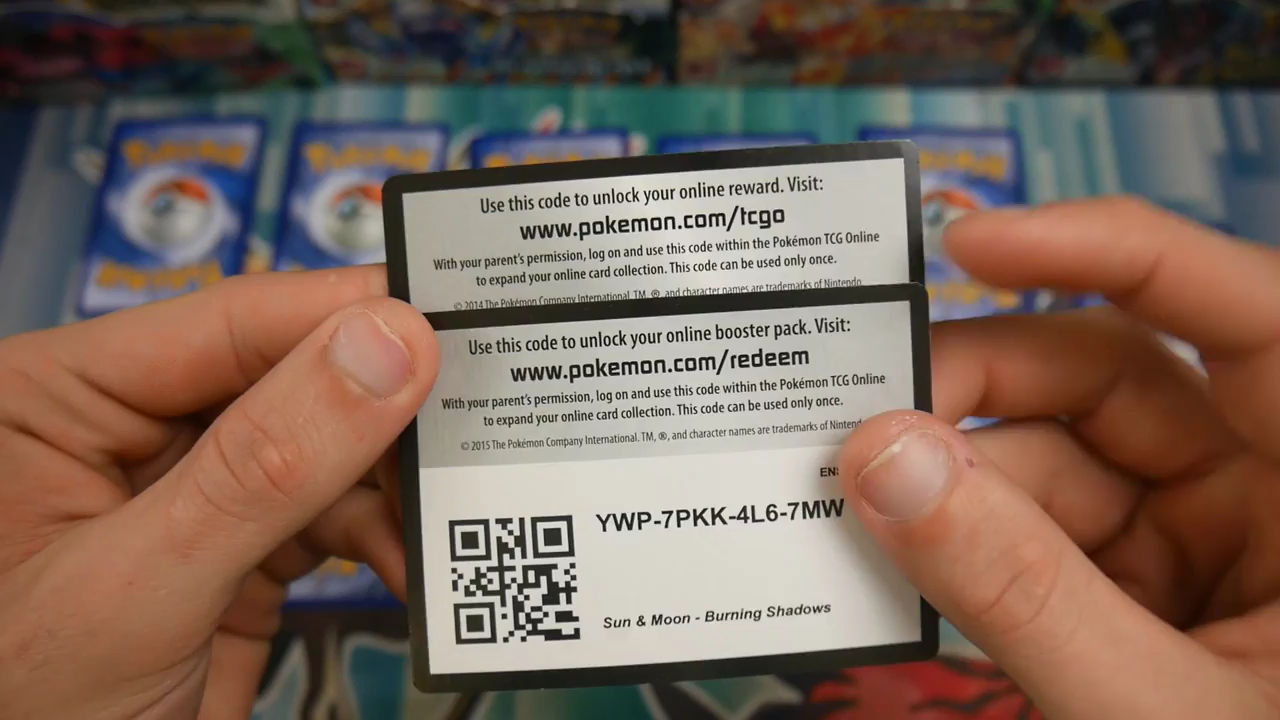 Use this code to unlock your online reward. Visit:
www.pokemon.com/tcgo
With your parent's permission, log on and use this code within the Pokémon TCG Online
to expand your online card collection. This code can be used only once.
© 2014 The Pokémon Company International. TM, ®, and character names are trademarks of Nintendo.
Use this code to unlock your online booster pack. Visit:
www.pokemon.com/redeem
With your parent's permission, log on and use this code within the Pokémon TCG Online
to expand your online card collection. This code can be used only once.
© 2015 The Pokémon Company International. TM, ®, and character names are trademarks of Nintend
EN
YWP-7PKK-4L6-7MW
Sun & Moon - Burning Shadows